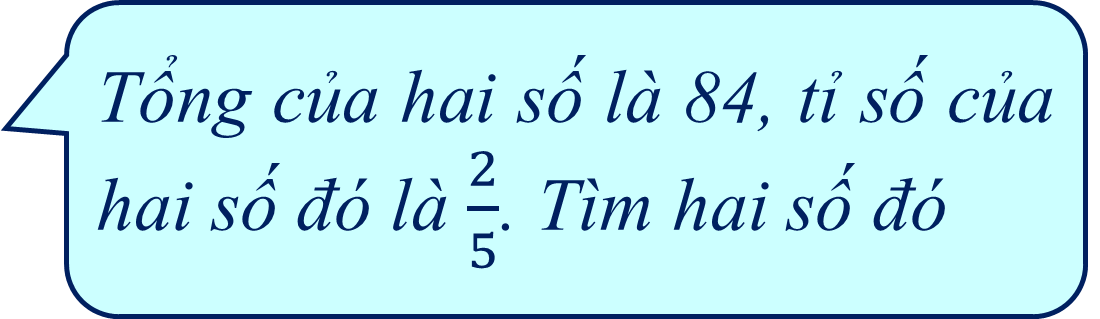 Tổng của hai số là 84, tỉ số của
hai số đó là 2/5. Tìm hai số đó